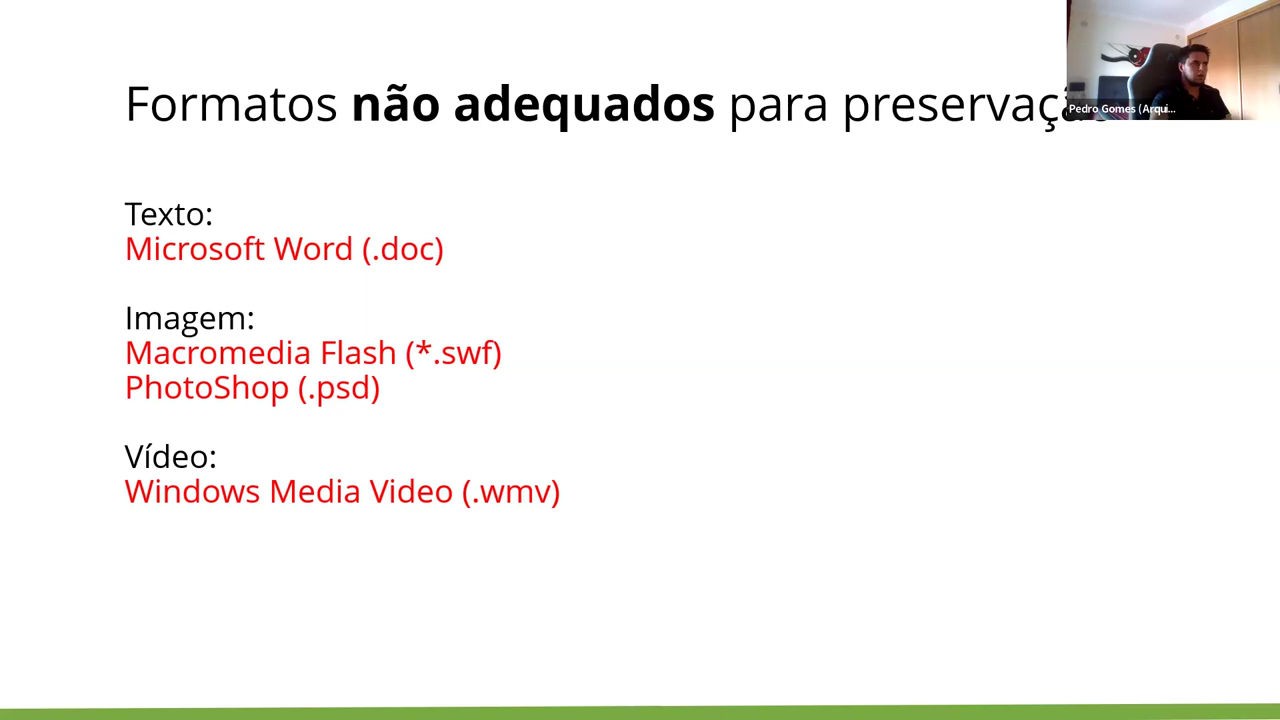 Formatos não adequados para preservação
Pedro Gomes (Arqui...
Texto:
Microsoft Word (.doc)
Imagem:
Macromedia Flash (*.swf)
PhotoShop (.psd)
Vídeo:
Windows Media Video (.wmv)